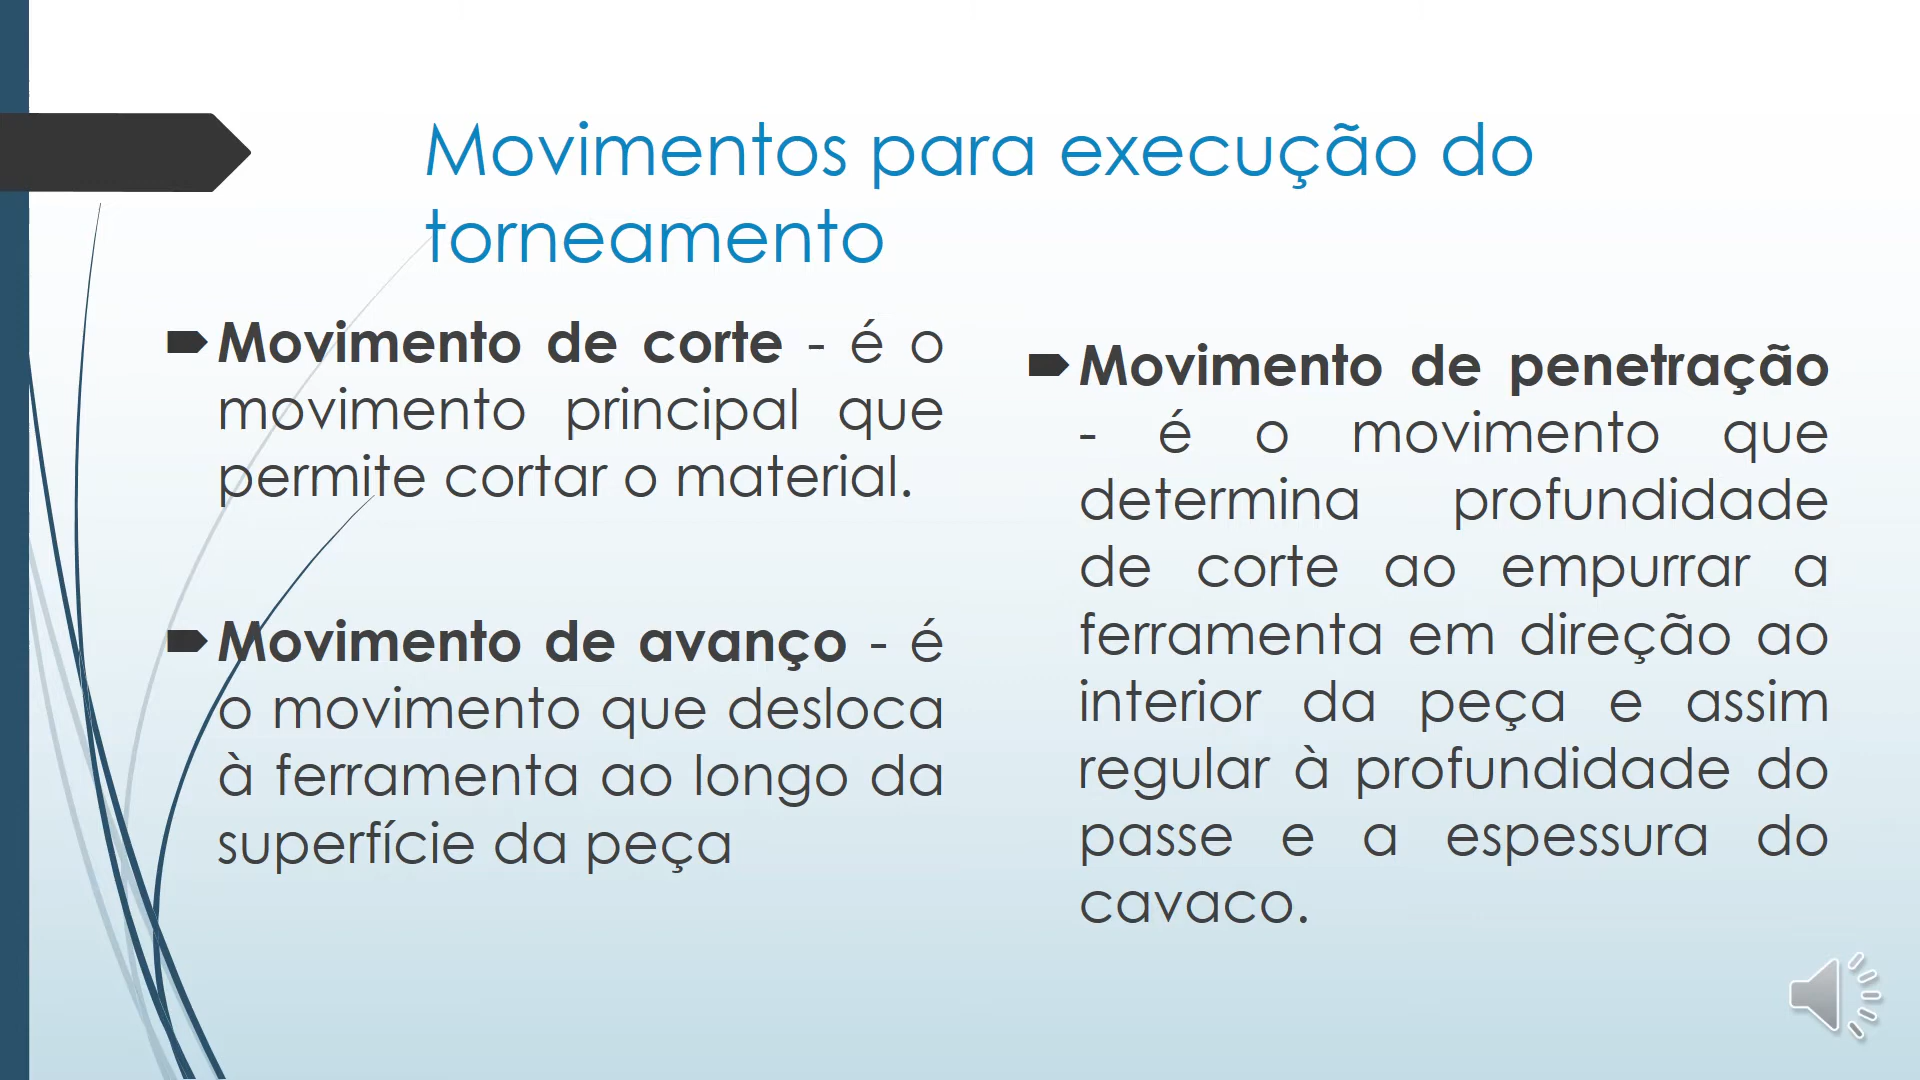 Movimentos para execução do
torneamento
Movimento de corte - é o
movimento principal que
permite cortar o material.
Movimento de avanço - é
o movimento que desloca
à ferramenta ao longo da
superfície da peça
Movimento de penetração
- é o movimento que
determina profundidade
de corte ao empurrar a
ferramenta em direção ao
interior da peça e assim
regular à profundidade do
passe e a espessura do
cavaco.